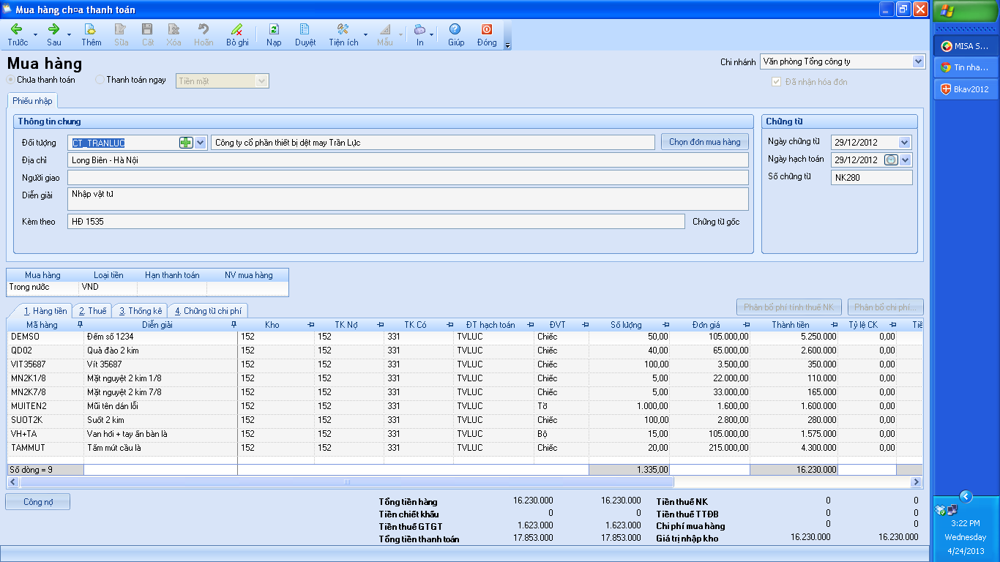 Mua hàng ch¤a thanh toán
Trước Sau Thêm Sửa Cất Xóa Hoãn Bỏ ghi Nạp Duyệt Tiện ích Mẫu In Giúp Đóng
Mua hàng
Chi nhánh Văn phòng Tổng công ty
Chưa thanh toán Thanh toán ngay Tiền mặt Đã nhận hóa đơn
Phiếu nhập
Thông tin chung
Đối tượng CT_TRANLUC Công ty cổ phần thiết bị dệt may Trần Lực Chọn đơn mua hàng
Địa chỉ Long Biên - Hà Nội
Người giao
Diễn giải Nhập vật tư
Kèm theo HĐ 1535 Chứng từ gốc
Chứng từ
Ngày chứng từ 29/12/2012
Ngày hạch toán 29/12/2012
Số chứng từ NK280
Mua hàng Loại tiền Hạn thanh toán NV mua hàng
Trong nước VND
1. Hàng tiền 2. Thuế 3. Thống kê 4. Chứng từ chi phí Phân bổ phí tính thuế NK Phân bổ chi phí...
Mã hàng Diễn giải Kho TK Nợ TK Có ĐT hạch toán ĐVT Số lượng Đơn giá Thành tiền Tỷ lệ CK Tiề
DEMSO Đếm số 1234 152 152 331 TVLUC Chiếc 50,00 105.000,00 5.250.000 0,00
QD02 Quả đào 2 kim 152 152 331 TVLUC Chiếc 40,00 65.000,00 2.600.000 0,00
VIT35687 Vít 35687 152 152 331 TVLUC Chiếc 100,00 3.500,00 350.000 0,00
MN2K1/8 Mặt nguyệt 2 kim 1/8 152 152 331 TVLUC Chiếc 5,00 22.000,00 110.000 0,00
MN2K7/8 Mặt nguyệt 2 kim 7/8 152 152 331 TVLUC Chiếc 5,00 33.000,00 165.000 0,00
MUITEN2 Mũi tên dán lỗi 152 152 331 TVLUC Tờ 1.000,00 1.600,00 1.600.000 0,00
SUOT2K Suốt 2 kim 152 152 331 TVLUC Chiếc 100,00 2.800,00 280.000 0,00
VH+TA Van hơi + tay ấn bàn là 152 152 331 TVLUC Bộ 15,00 105.000,00 1.575.000 0,00
TAMMUT Tấm mút cầu là 152 152 331 TVLUC Chiếc 20,00 215.000,00 4.300.000 0,00
Số dòng = 9 1.335,00 16.230.000
Công nợ
Tổng tiền hàng 16.230.000 16.230.000 Tiền thuế NK 0 0
Tiền chiết khấu 0 0 Tiền thuế TTĐB 0 0
Tiền thuế GTGT 1.623.000 1.623.000 Chi phí mua hàng 0 0
Tổng tiền thanh toán 17.853.000 17.853.000 Giá trị nhập kho 16.230.000 16.230.000
MISA S...
Tin nha...
Bkav2012
3:22 PM
Wednesday
4/24/2013